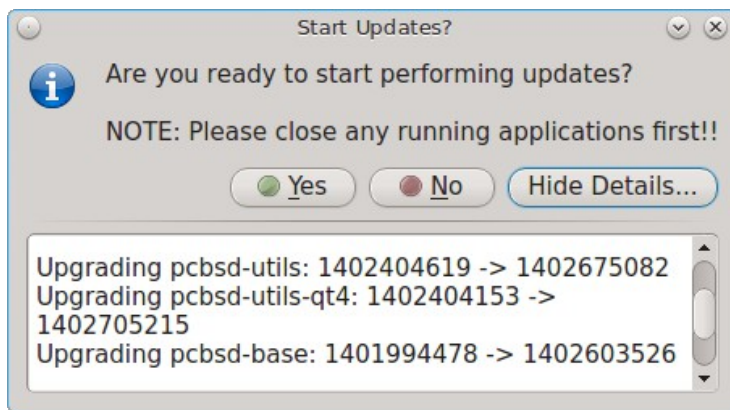 Start Updates?
Are you ready to start performing updates?
NOTE: Please close any running applications first!!
Yes
No
Hide Details...
Upgrading pcbsd-utils: 1402404619 -> 1402675082
Upgrading pcbsd-utils-qt4: 1402404153 ->
1402705215
Upgrading pcbsd-base: 1401994478 -> 1402603526